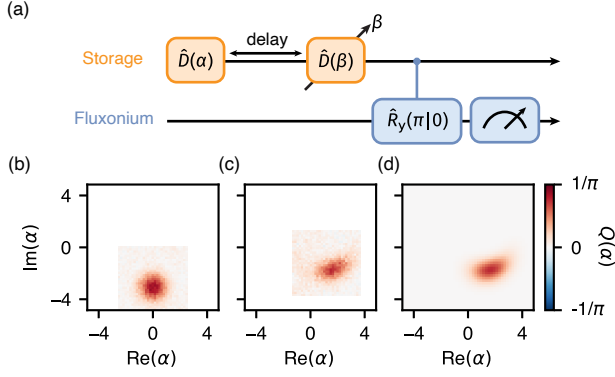 (a)
delay
β
Storage
D̂(α)
D̂(β)
Fluxonium
R̂y(π|0)
(b)
(c)
(d)
4
0
−4
Im(α)
−4
0
4
Re(α)
−4
0
4
Re(α)
−4
0
4
Re(α)
1/π
0
-1/π
Q(α)